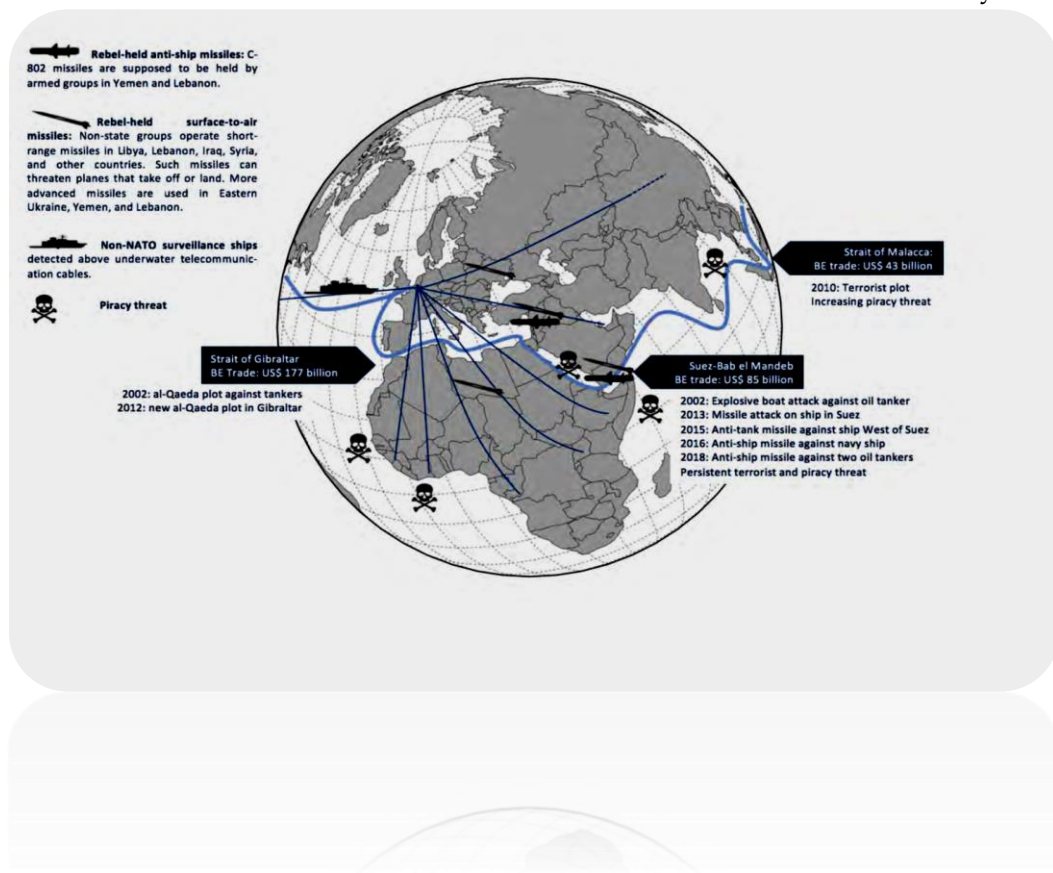 Rebel-held anti-ship missiles: C-
802 missiles are supposed to be held by
armed groups in Yemen and Lebanon.
Rebel-held surface-to-air
missiles: Non-state groups operate short-
range missiles in Libya, Lebanon, Iraq, Syria,
and other countries. Such missiles can
threaten planes that take off or land. More
advanced missiles are used in Eastern
Ukraine, Yemen, and Lebanon.
Non-NATO surveillance ships
detected above underwater telecommunic-
ation cables.
Piracy threat
Strait of Malacca:
BE trade: US$ 43 billion
2010: Terrorist plot
Increasing piracy threat
Strait of Gibraltar
BE Trade: US$ 177 billion
2002: al-Qaeda plot against tankers
2012: new al-Qaeda plot in Gibraltar
Suez-Bab el Mandeb
BE trade: US$ 85 billion
2002: Explosive boat attack against oil tanker
2013: Missile attack on ship in Suez
2015: Anti-tank missile against ship West of Suez
2016: Anti-ship missile against navy ship
2018: Anti-ship missile against two oil tankers
Persistent terrorist and piracy threat